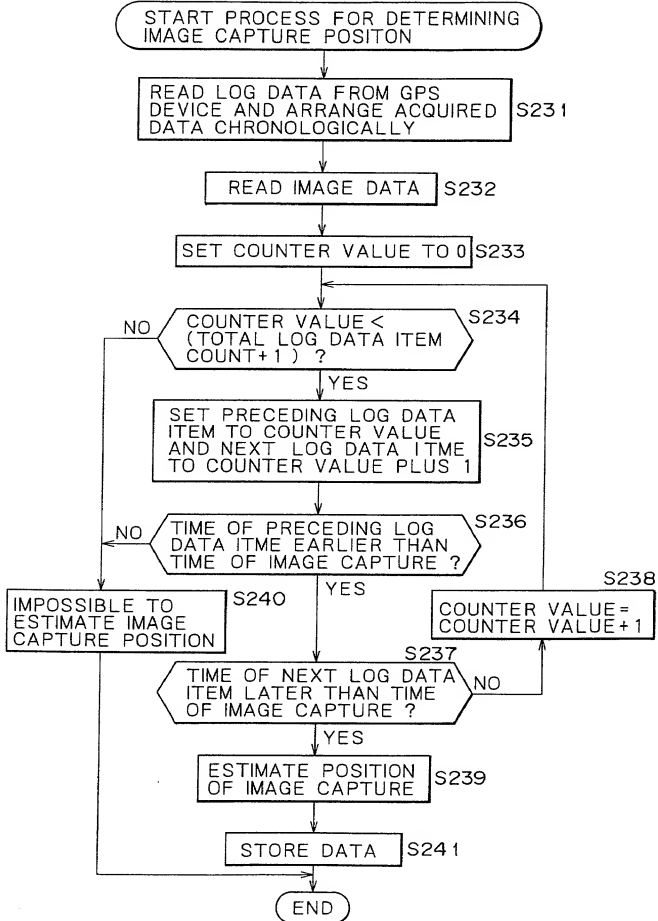 START PROCESS FOR DETERMINING
IMAGE CAPTURE POSITON
READ LOG DATA FROM GPS
DEVICE AND ARRANGE ACQUIRED
DATA CHRONOLOGICALLY
S231
READ IMAGE DATA
S232
SET COUNTER VALUE TO 0
S233
S234
NO
COUNTER VALUE<
(TOTAL LOG DATA ITEM
COUNT+1) ?
YES
SET PRECEDING LOG DATA
ITEM TO COUNTER VALUE
AND NEXT LOG DATA ITME
TO COUNTER VALUE PLUS 1
S235
S236
NO
TIME OF PRECEDING LOG
DATA ITME EARLIER THAN
TIME OF IMAGE CAPTURE ?
YES
S240
IMPOSSIBLE TO
ESTIMATE IMAGE
CAPTURE POSITION
S238
COUNTER VALUE=
COUNTER VALUE+1
S237
TIME OF NEXT LOG DATA
ITEM LATER THAN TIME
OF IMAGE CAPTURE ?
NO
YES
ESTIMATE POSITION
OF IMAGE CAPTURE
S239
STORE DATA
S241
END